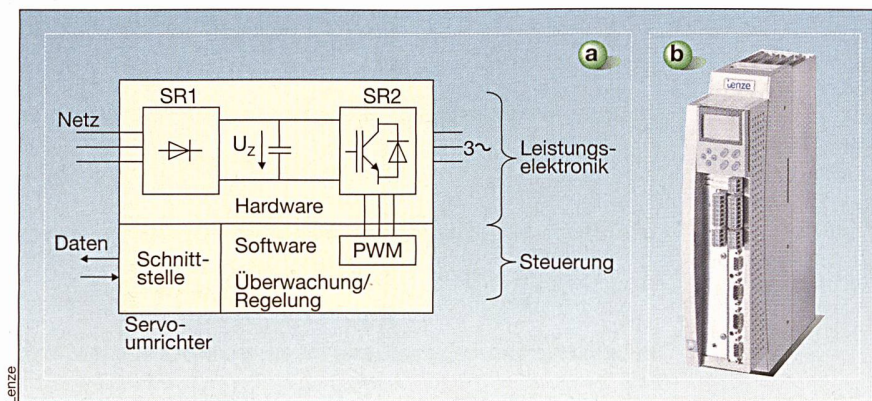 a
b
SR1
SR2
Netz
U_Z
3~
Leistungs-
elektronik
Hardware
Daten
Schnitt-
stelle
Software
PWM
Überwachung/
Regelung
Steuerung
Servo-
umrichter
Lenze
Lenze